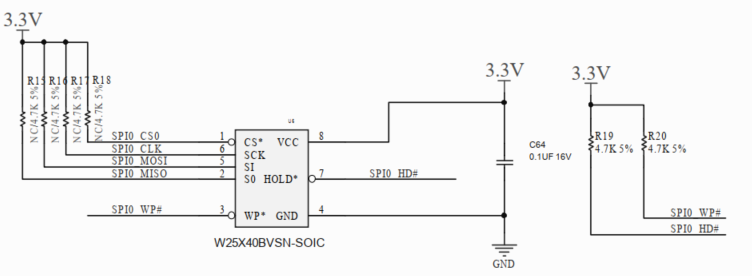 3.3V
R15 R16 R17 R18
NC/4.7K 5% NC/4.7K 5% NC/4.7K 5% NC/4.7K 5%
U6
SPI0_CS0 1 CS* VCC 8
SPI0_CLK 6 SCK
SPI0_MOSI 5 SI
SPI0_MISO 2 S0 HOLD* 7 SPI0_HD#
SPI0_WP# 3 WP* GND 4
W25X40BVSN-SOIC
3.3V
C64
0.1UF 16V
GND
3.3V
R19 R20
4.7K 5% 4.7K 5%
SPI0_WP#
SPI0_HD#